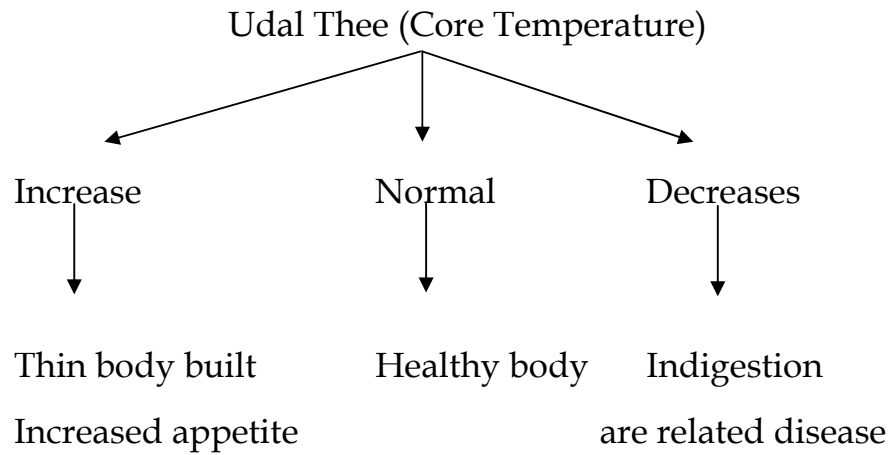 Udal Thee (Core Temperature)
Increase Normal Decreases
Thin body built Healthy body Indigestion
Increased appetite are related disease